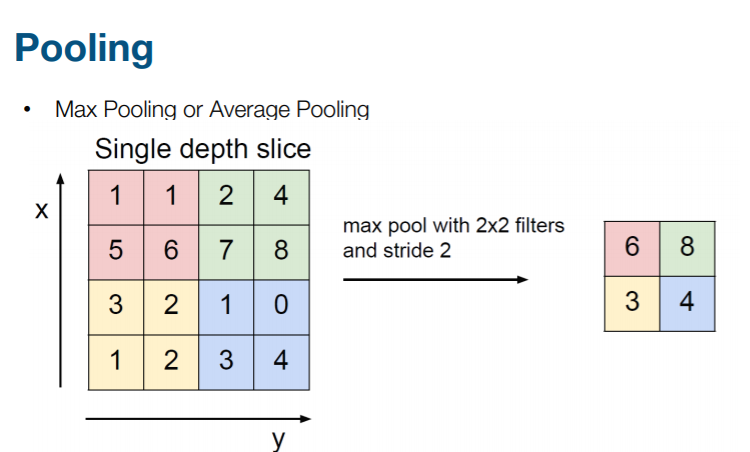 Pooling
• Max Pooling or Average Pooling
Single depth slice
x
1 1 2 4
5 6 7 8
3 2 1 0
1 2 3 4
y
max pool with 2x2 filters
and stride 2
6 8
3 4